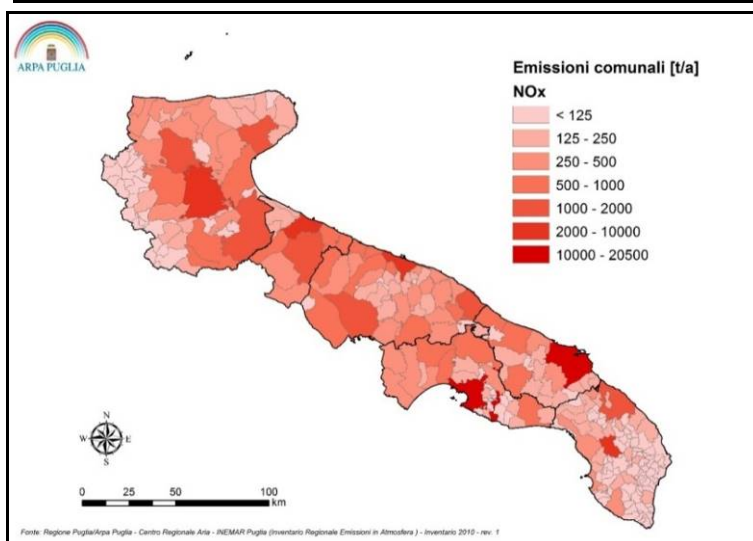 ARPA PUGLIA
Emissioni comunali [t/a]
NOx
< 125
125 - 250
250 - 500
500 - 1000
1000 - 2000
2000 - 10000
10000 - 20500
N
W E
S
0 25 50 100
km
Fonte: Regione Puglia/Arpa Puglia - Centro Regionale Aria - INEMAR Puglia (Inventario Regionale Emissioni in Atmosfera ) - Inventario 2010 - rev. 1